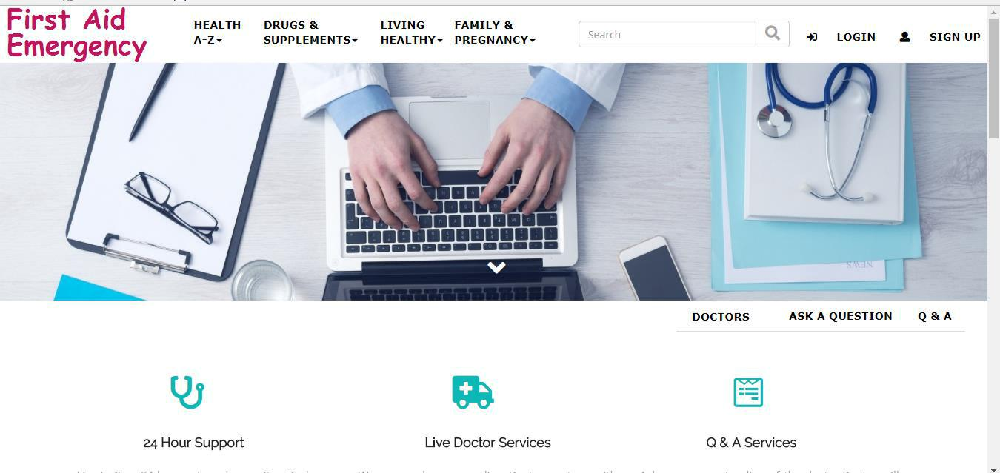 First Aid
Emergency
HEALTH
A-Z
DRUGS &
SUPPLEMENTS
LIVING
HEALTHY
FAMILY &
PREGNANCY
Search
LOGIN
SIGN UP
NEWS
DOCTORS
ASK A QUESTION
Q & A
24 Hour Support
Live Doctor Services
Q & A Services